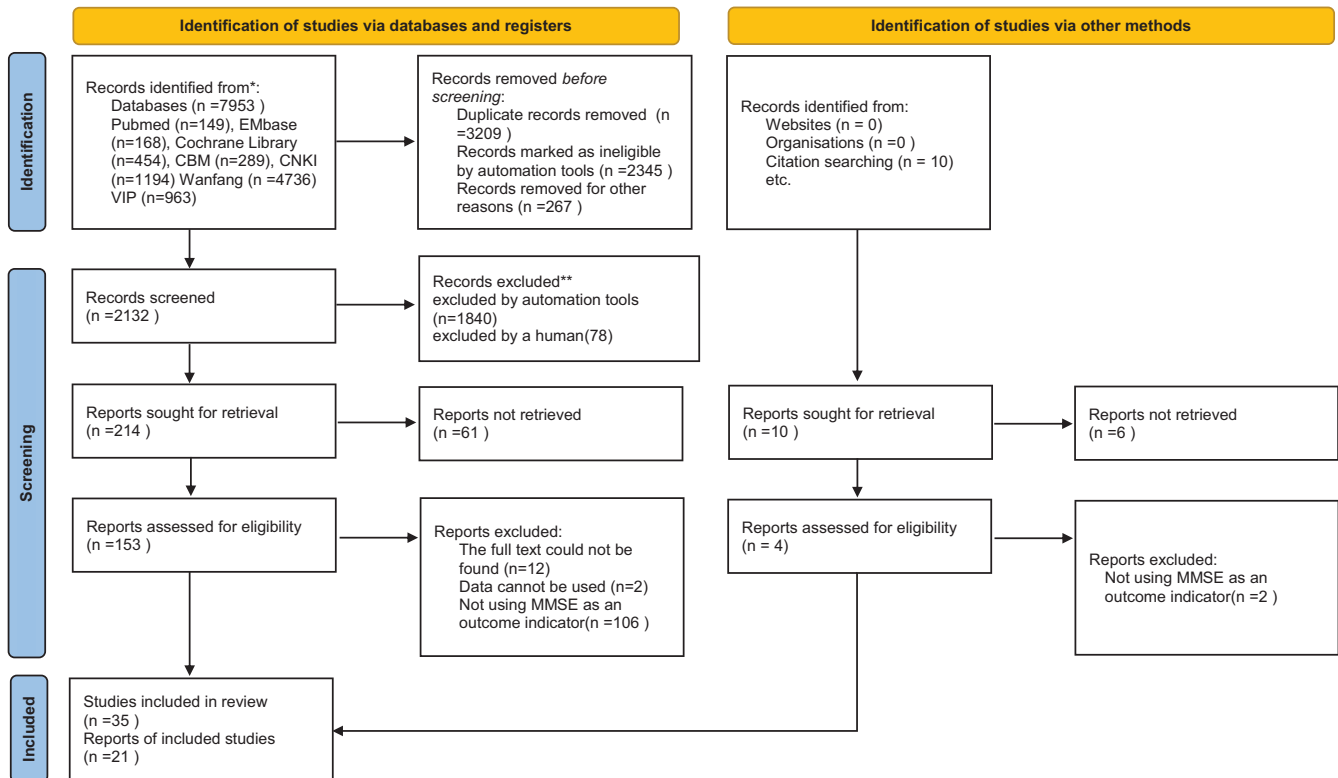 Identification of studies via databases and registers
Identification of studies via other methods
Identification
Records identified from*:
Databases (n =7953 )
Pubmed (n=149), EMbase
(n=168), Cochrane Library
(n=454), CBM (n=289), CNKI
(n=1194) Wanfang (n =4736)
VIP (n=963)
Records removed before
screening:
Duplicate records removed (n
=3209 )
Records marked as ineligible
by automation tools (n =2345 )
Records removed for other
reasons (n =267 )
Records identified from:
Websites (n = 0)
Organisations (n =0 )
Citation searching (n = 10)
etc.
Screening
Records screened
(n =2132 )
Records excluded**
excluded by automation tools
(n=1840)
excluded by a human(78)
Reports sought for retrieval
(n =214 )
Reports not retrieved
(n =61 )
Reports sought for retrieval
(n =10 )
Reports not retrieved
(n =6 )
Reports assessed for eligibility
(n =153 )
Reports excluded:
The full text could not be
found (n=12)
Data cannot be used (n=2)
Not using MMSE as an
outcome indicator(n =106 )
Reports assessed for eligibility
(n = 4)
Reports excluded:
Not using MMSE as an
outcome indicator(n =2 )
Included
Studies included in review
(n =35 )
Reports of included studies
(n =21 )